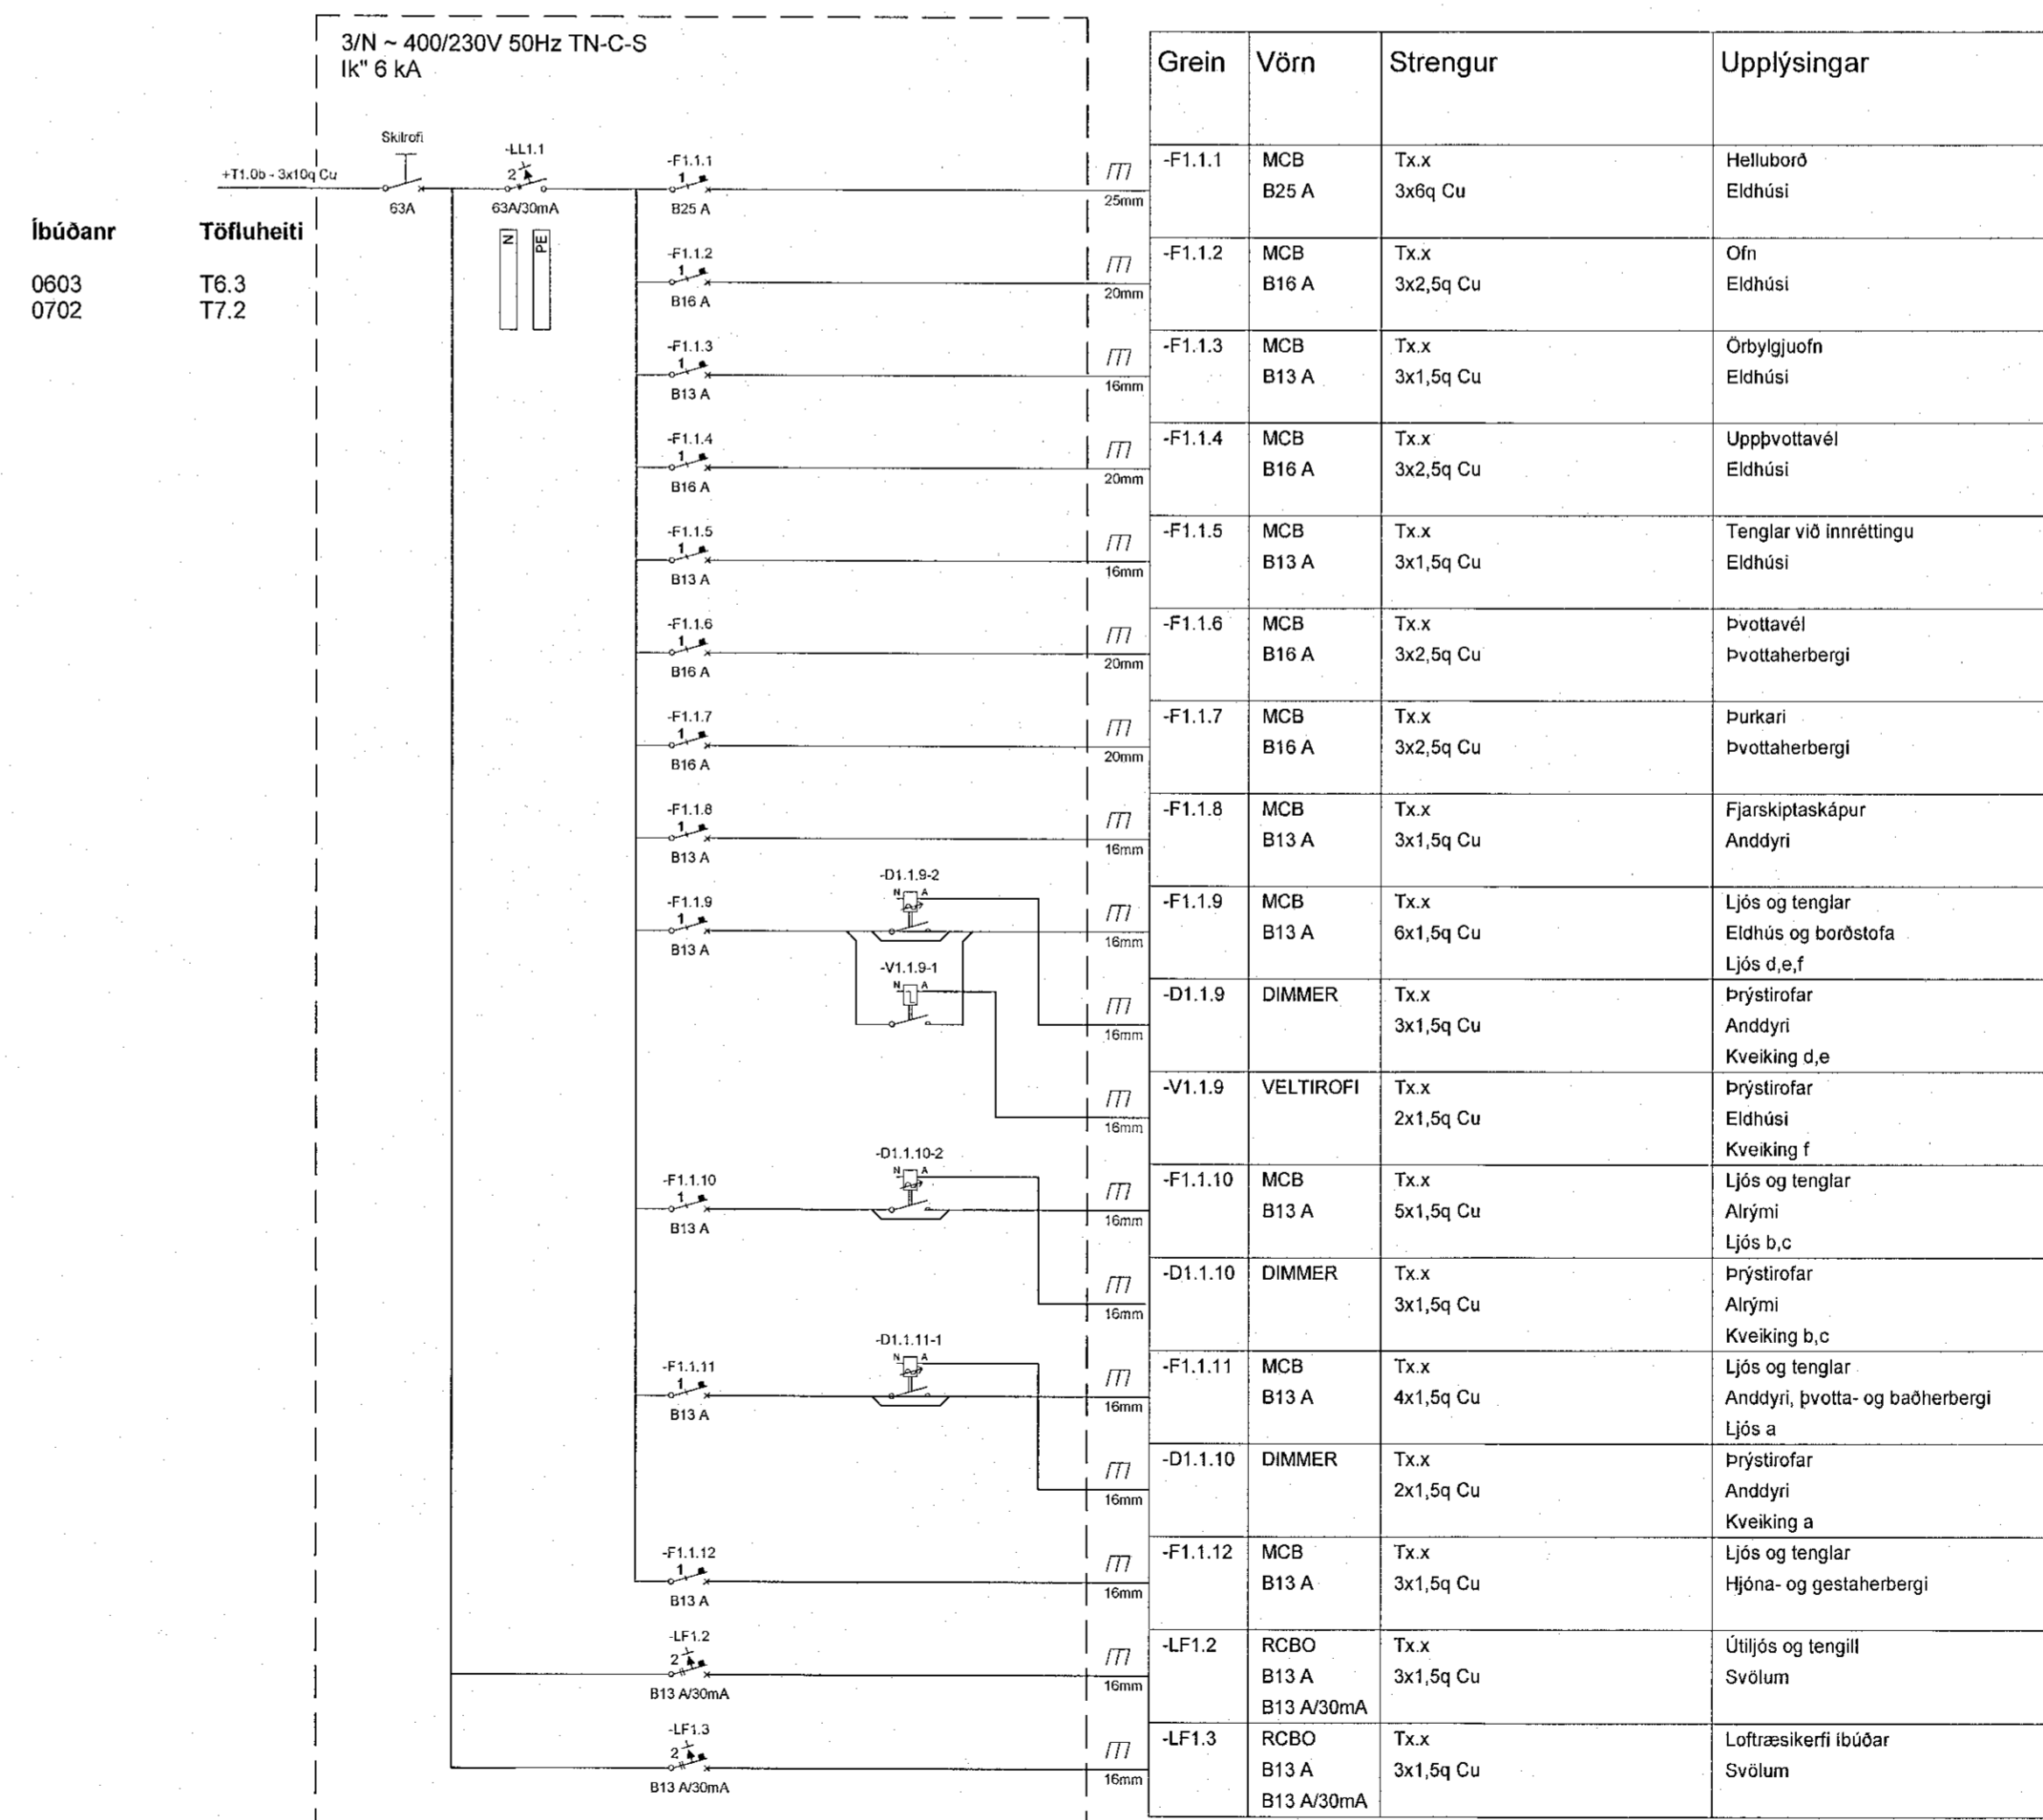 3/N ~ 400/230V 50Hz TN-C-S
Ik" 6 kA
Skilrofi
+T1.0b - 3x10q Cu
63A
-LL1.1
2
63A/30mA
N
PE
Íbúðanr Töfluheiti
0603 T6.3
0702 T7.2
-F1.1.1
1
B25 A
25mm
-F1.1.2
1
B16 A
20mm
-F1.1.3
1
B13 A
16mm
-F1.1.4
1
B16 A
20mm
-F1.1.5
1
B13 A
16mm
-F1.1.6
1
B16 A
20mm
-F1.1.7
1
B16 A
20mm
-F1.1.8
1
B13 A
16mm
-F1.1.9
1
B13 A
-D1.1.9-2
N A
16mm
-V1.1.9-1
N A
16mm
16mm
-F1.1.10
1
B13 A
-D1.1.10-2
N A
16mm
16mm
-F1.1.11
1
B13 A
-D1.1.11-1
N A
16mm
16mm
-F1.1.12
1
B13 A
16mm
-LF1.2
2
B13 A/30mA
16mm
-LF1.3
2
B13 A/30mA
16mm
Grein Vörn Strengur Upplýsingar
-F1.1.1 MCB Tx.x Helluborð
B25 A 3x6q Cu Eldhúsi
-F1.1.2 MCB Tx.x Ofn
B16 A 3x2,5q Cu Eldhúsi
-F1.1.3 MCB Tx.x Örbylgjuofn
B13 A 3x1,5q Cu Eldhúsi
-F1.1.4 MCB Tx.x Uppþvottavél
B16 A 3x2,5q Cu Eldhúsi
-F1.1.5 MCB Tx.x Tenglar við innréttingu
B13 A 3x1,5q Cu Eldhúsi
-F1.1.6 MCB Tx.x Þvottavél
B16 A 3x2,5q Cu Þvottaherbergi
-F1.1.7 MCB Tx.x Þurkari
B16 A 3x2,5q Cu Þvottaherbergi
-F1.1.8 MCB Tx.x Fjarskiptaskápur
B13 A 3x1,5q Cu Anddyri
-F1.1.9 MCB Tx.x Ljós og tenglar
B13 A 6x1,5q Cu Eldhús og borðstofa
Ljós d,e,f
-D1.1.9 DIMMER Tx.x Þrýstirofar
3x1,5q Cu Anddyri
Kveiking d,e
-V1.1.9 VELTIROFI Tx.x Þrýstirofar
2x1,5q Cu Eldhúsi
Kveiking f
-F1.1.10 MCB Tx.x Ljós og tenglar
B13 A 5x1,5q Cu Alrými
Ljós b,c
-D1.1.10 DIMMER Tx.x Þrýstirofar
3x1,5q Cu Alrými
Kveiking b,c
-F1.1.11 MCB Tx.x Ljós og tenglar
B13 A 4x1,5q Cu Anddyri, þvotta- og baðherbergi
Ljós a
-D1.1.10 DIMMER Tx.x Þrýstirofar
2x1,5q Cu Anddyri
Kveiking a
-F1.1.12 MCB Tx.x Ljós og tenglar
B13 A 3x1,5q Cu Hjóna- og gestaherbergi
-LF1.2 RCBO Tx.x Útiljós og tengill
B13 A 3x1,5q Cu Svölum
B13 A/30mA
-LF1.3 RCBO Tx.x Loftræsikerfi íbúðar
B13 A 3x1,5q Cu Svölum
B13 A/30mA